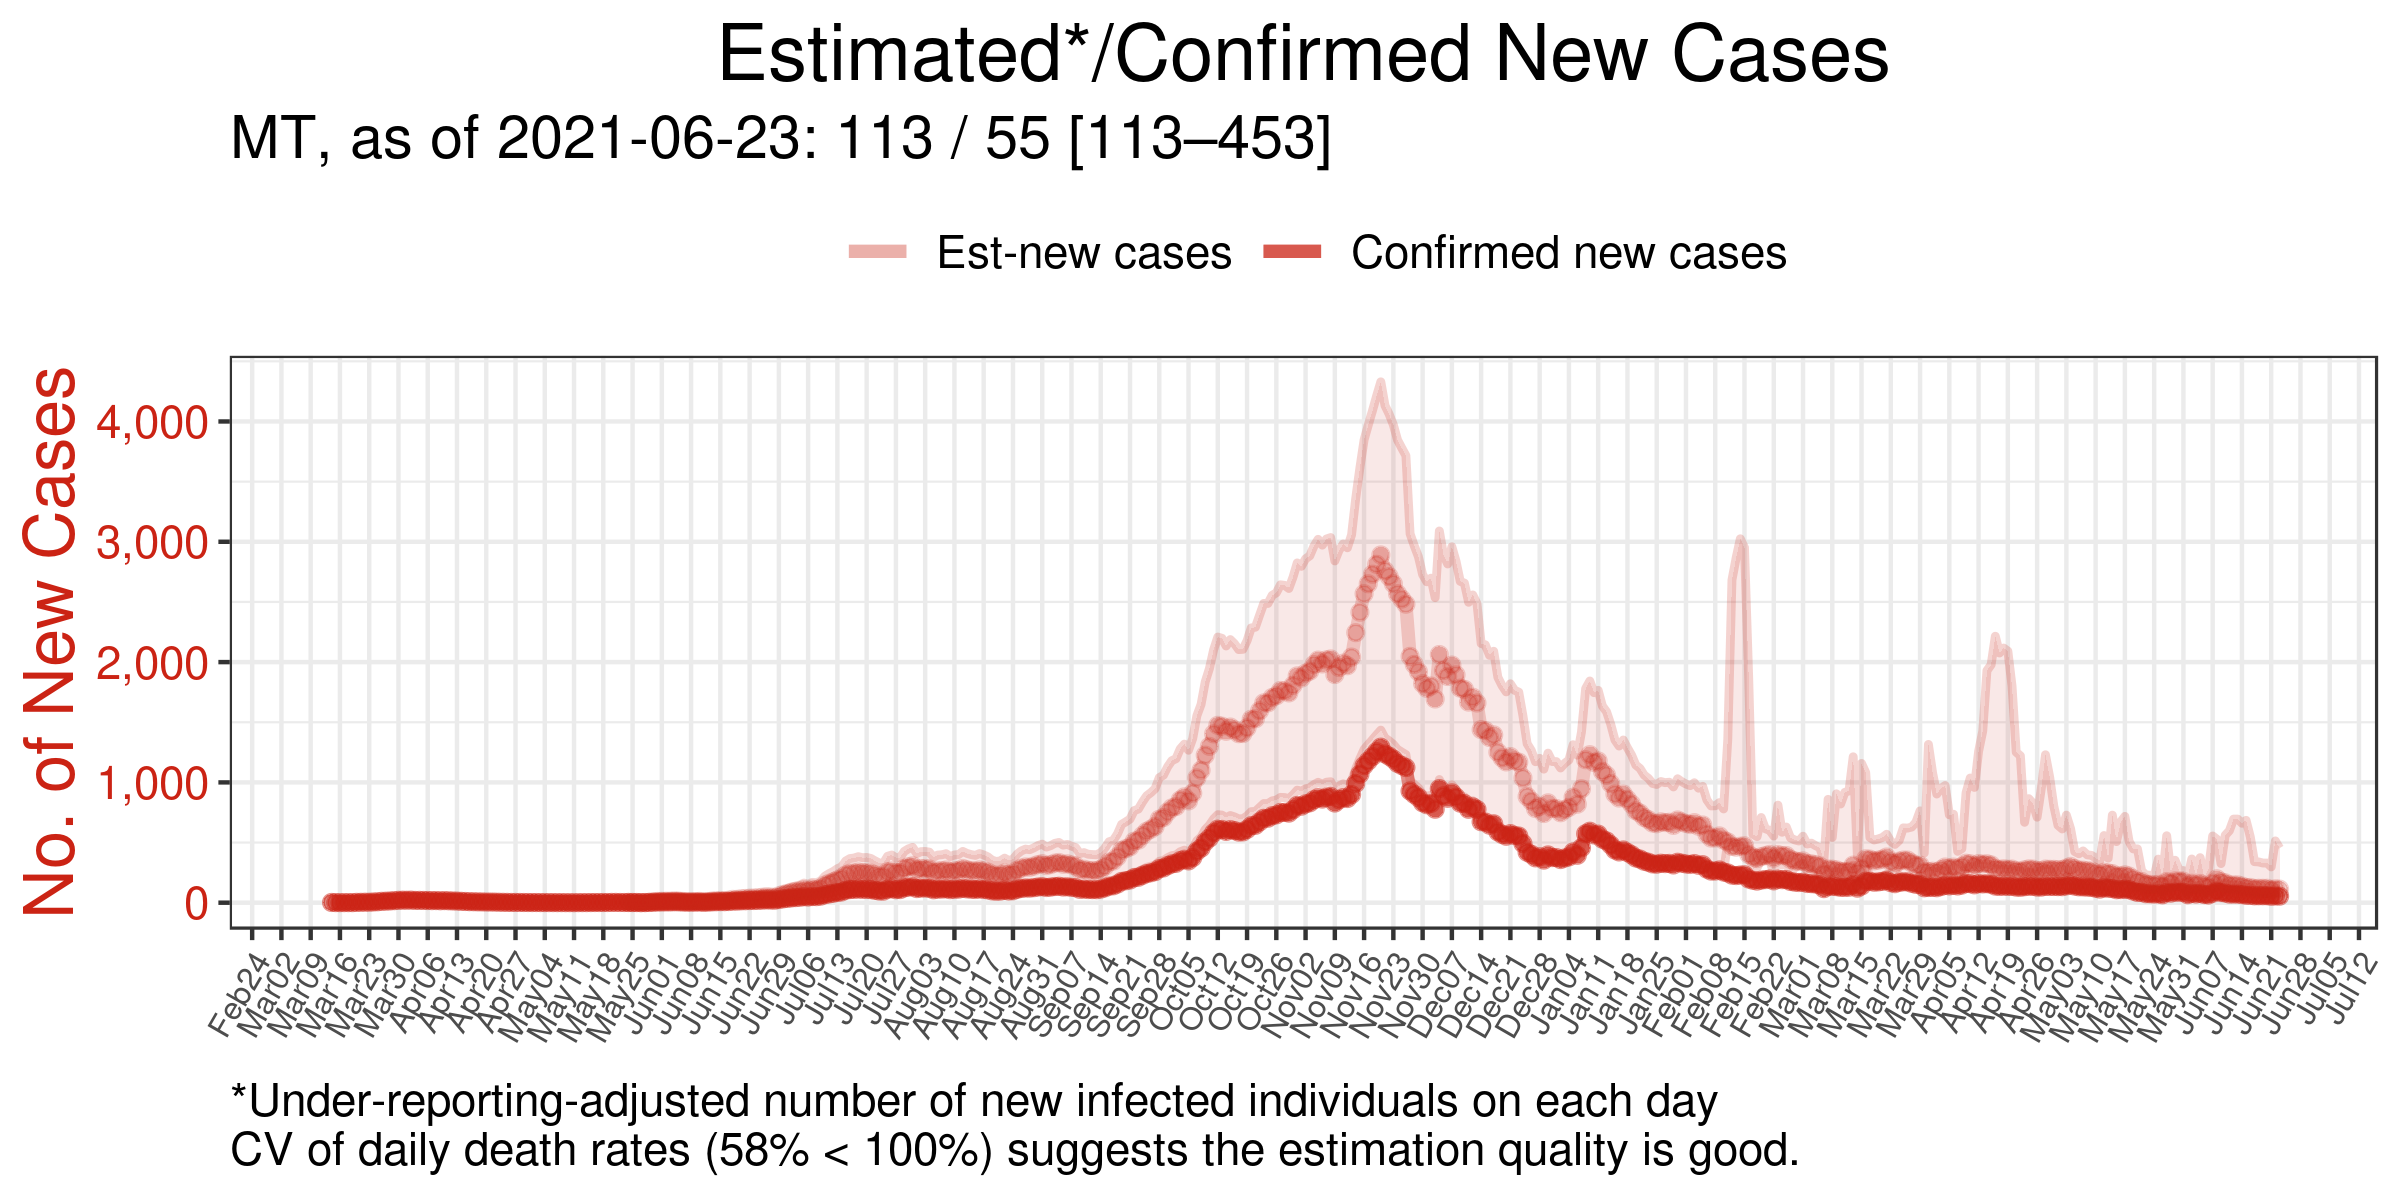 Estimated*/Confirmed New Cases
MT, as of 2021-06-23: 113 / 55 [113–453]
Est-new cases Confirmed new cases
No. of New Cases
4,000
3,000
2,000
1,000
0
Feb24 Mar02 Mar09 Mar16 Mar23 Mar30 Apr06 Apr13 Apr20 Apr27 May04 May11 May18 May25 Jun01 Jun08 Jun15 Jun22 Jun29 Jul06 Jul13 Jul20 Jul27 Aug03 Aug10 Aug17 Aug24 Aug31 Sep07 Sep14 Sep21 Sep28 Oct05 Oct12 Oct19 Oct26 Nov02 Nov09 Nov16 Nov23 Nov30 Dec07 Dec14 Dec21 Dec28 Jan04 Jan11 Jan18 Jan25 Feb01 Feb08 Feb15 Feb22 Mar01 Mar08 Mar15 Mar22 Mar29 Apr05 Apr12 Apr19 Apr26 May03 May10 May17 May24 May31 Jun07 Jun14 Jun21 Jun28 Jul05 Jul12
*Under-reporting-adjusted number of new infected individuals on each day
CV of daily death rates (58% < 100%) suggests the estimation quality is good.